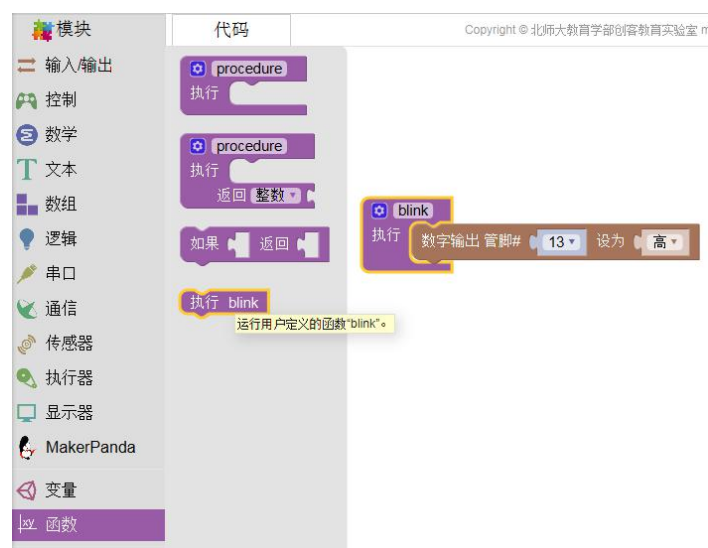 模块
代码
Copyright © 北师大教育学部创客教育实验室 m
输入/输出
控制
数学
文本
数组
逻辑
串口
通信
传感器
执行器
显示器
MakerPanda
变量
xy 函数
procedure
执行
procedure
执行
返回 整数
如果 返回
执行 blink
运行用户定义的函数“blink”。
blink
执行 数字输出 管脚# 13 设为 高